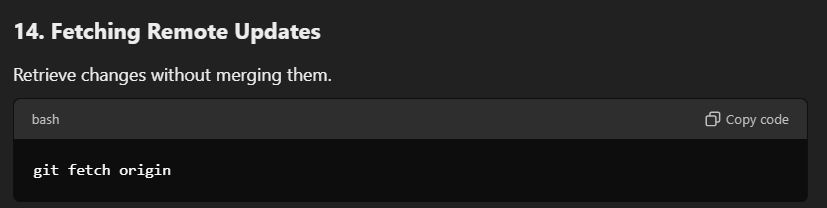 14. Fetching Remote Updates
Retrieve changes without merging them.
bash
Copy code
git fetch origin